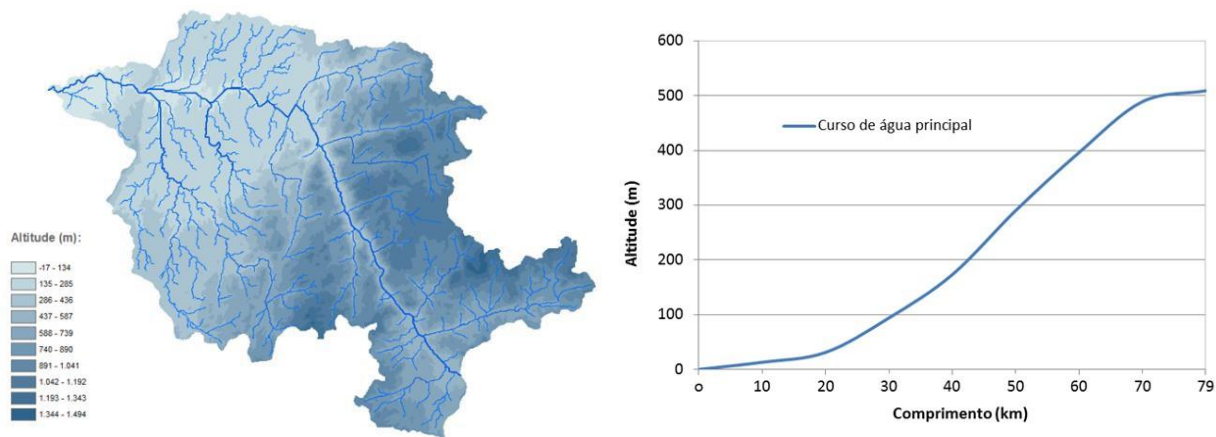 Altitude (m):
-17 - 134
135 - 285
286 - 436
437 - 587
588 - 739
740 - 890
891 - 1.041
1.042 - 1.192
1.193 - 1.343
1.344 - 1.494
600
500
400
300
200
100
0
Altitude (m)
Curso de água principal
0 10 20 30 40 50 60 70 79
Comprimento (km)